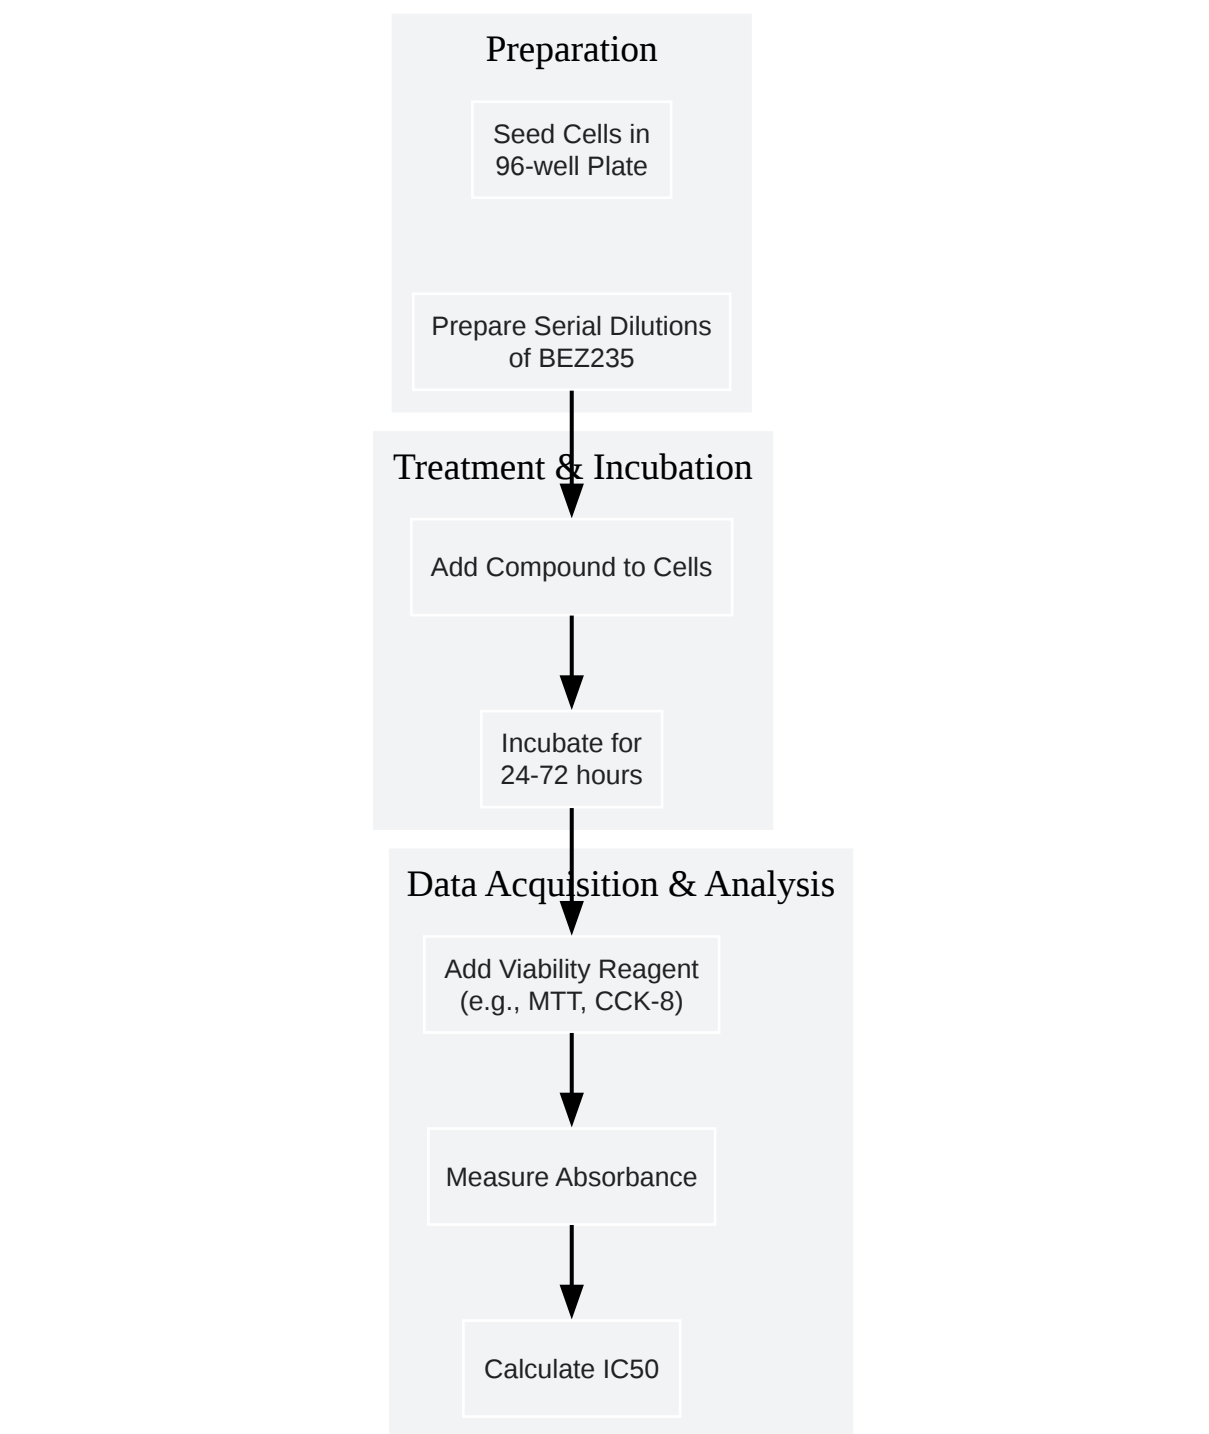 Preparation
Seed Cells in
96-well Plate
Prepare Serial Dilutions
of BEZ235
Treatment & Incubation
Add Compound to Cells
Incubate for
24-72 hours
Data Acquisition & Analysis
Add Viability Reagent
(e.g., MTT, CCK-8)
Measure Absorbance
Calculate IC50